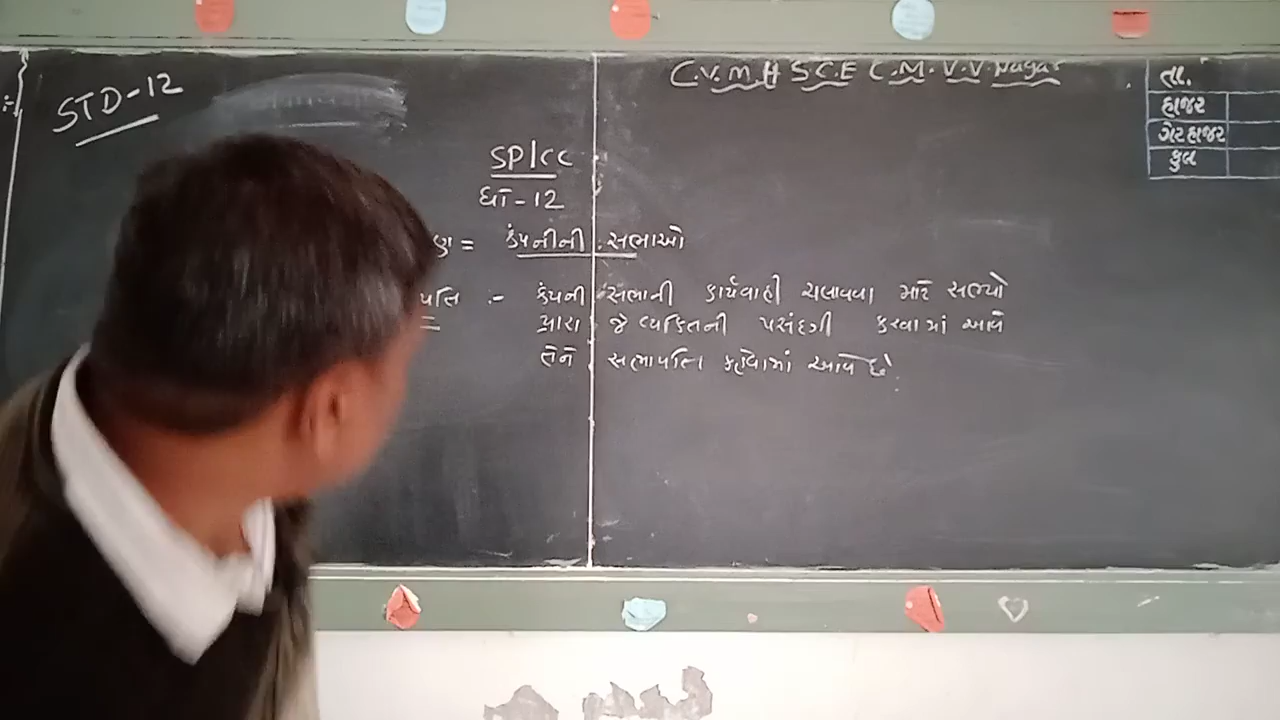 STD-12
C.V.M.H S.C.E C.M.V.V.Nagar
તા.
હાજર
ગેરહાજર
કુલ
SP/CC
ધો-12
ણ = કંપનીની સભાઓ
પતિ :- કંપની સભાની કાર્યવાહી ચલાવવા માટે સભ્યો
દ્વારા જે વ્યક્તિની પસંદગી કરવામાં આવે
તેને સભાપતિ કહેવામાં આવે છે.